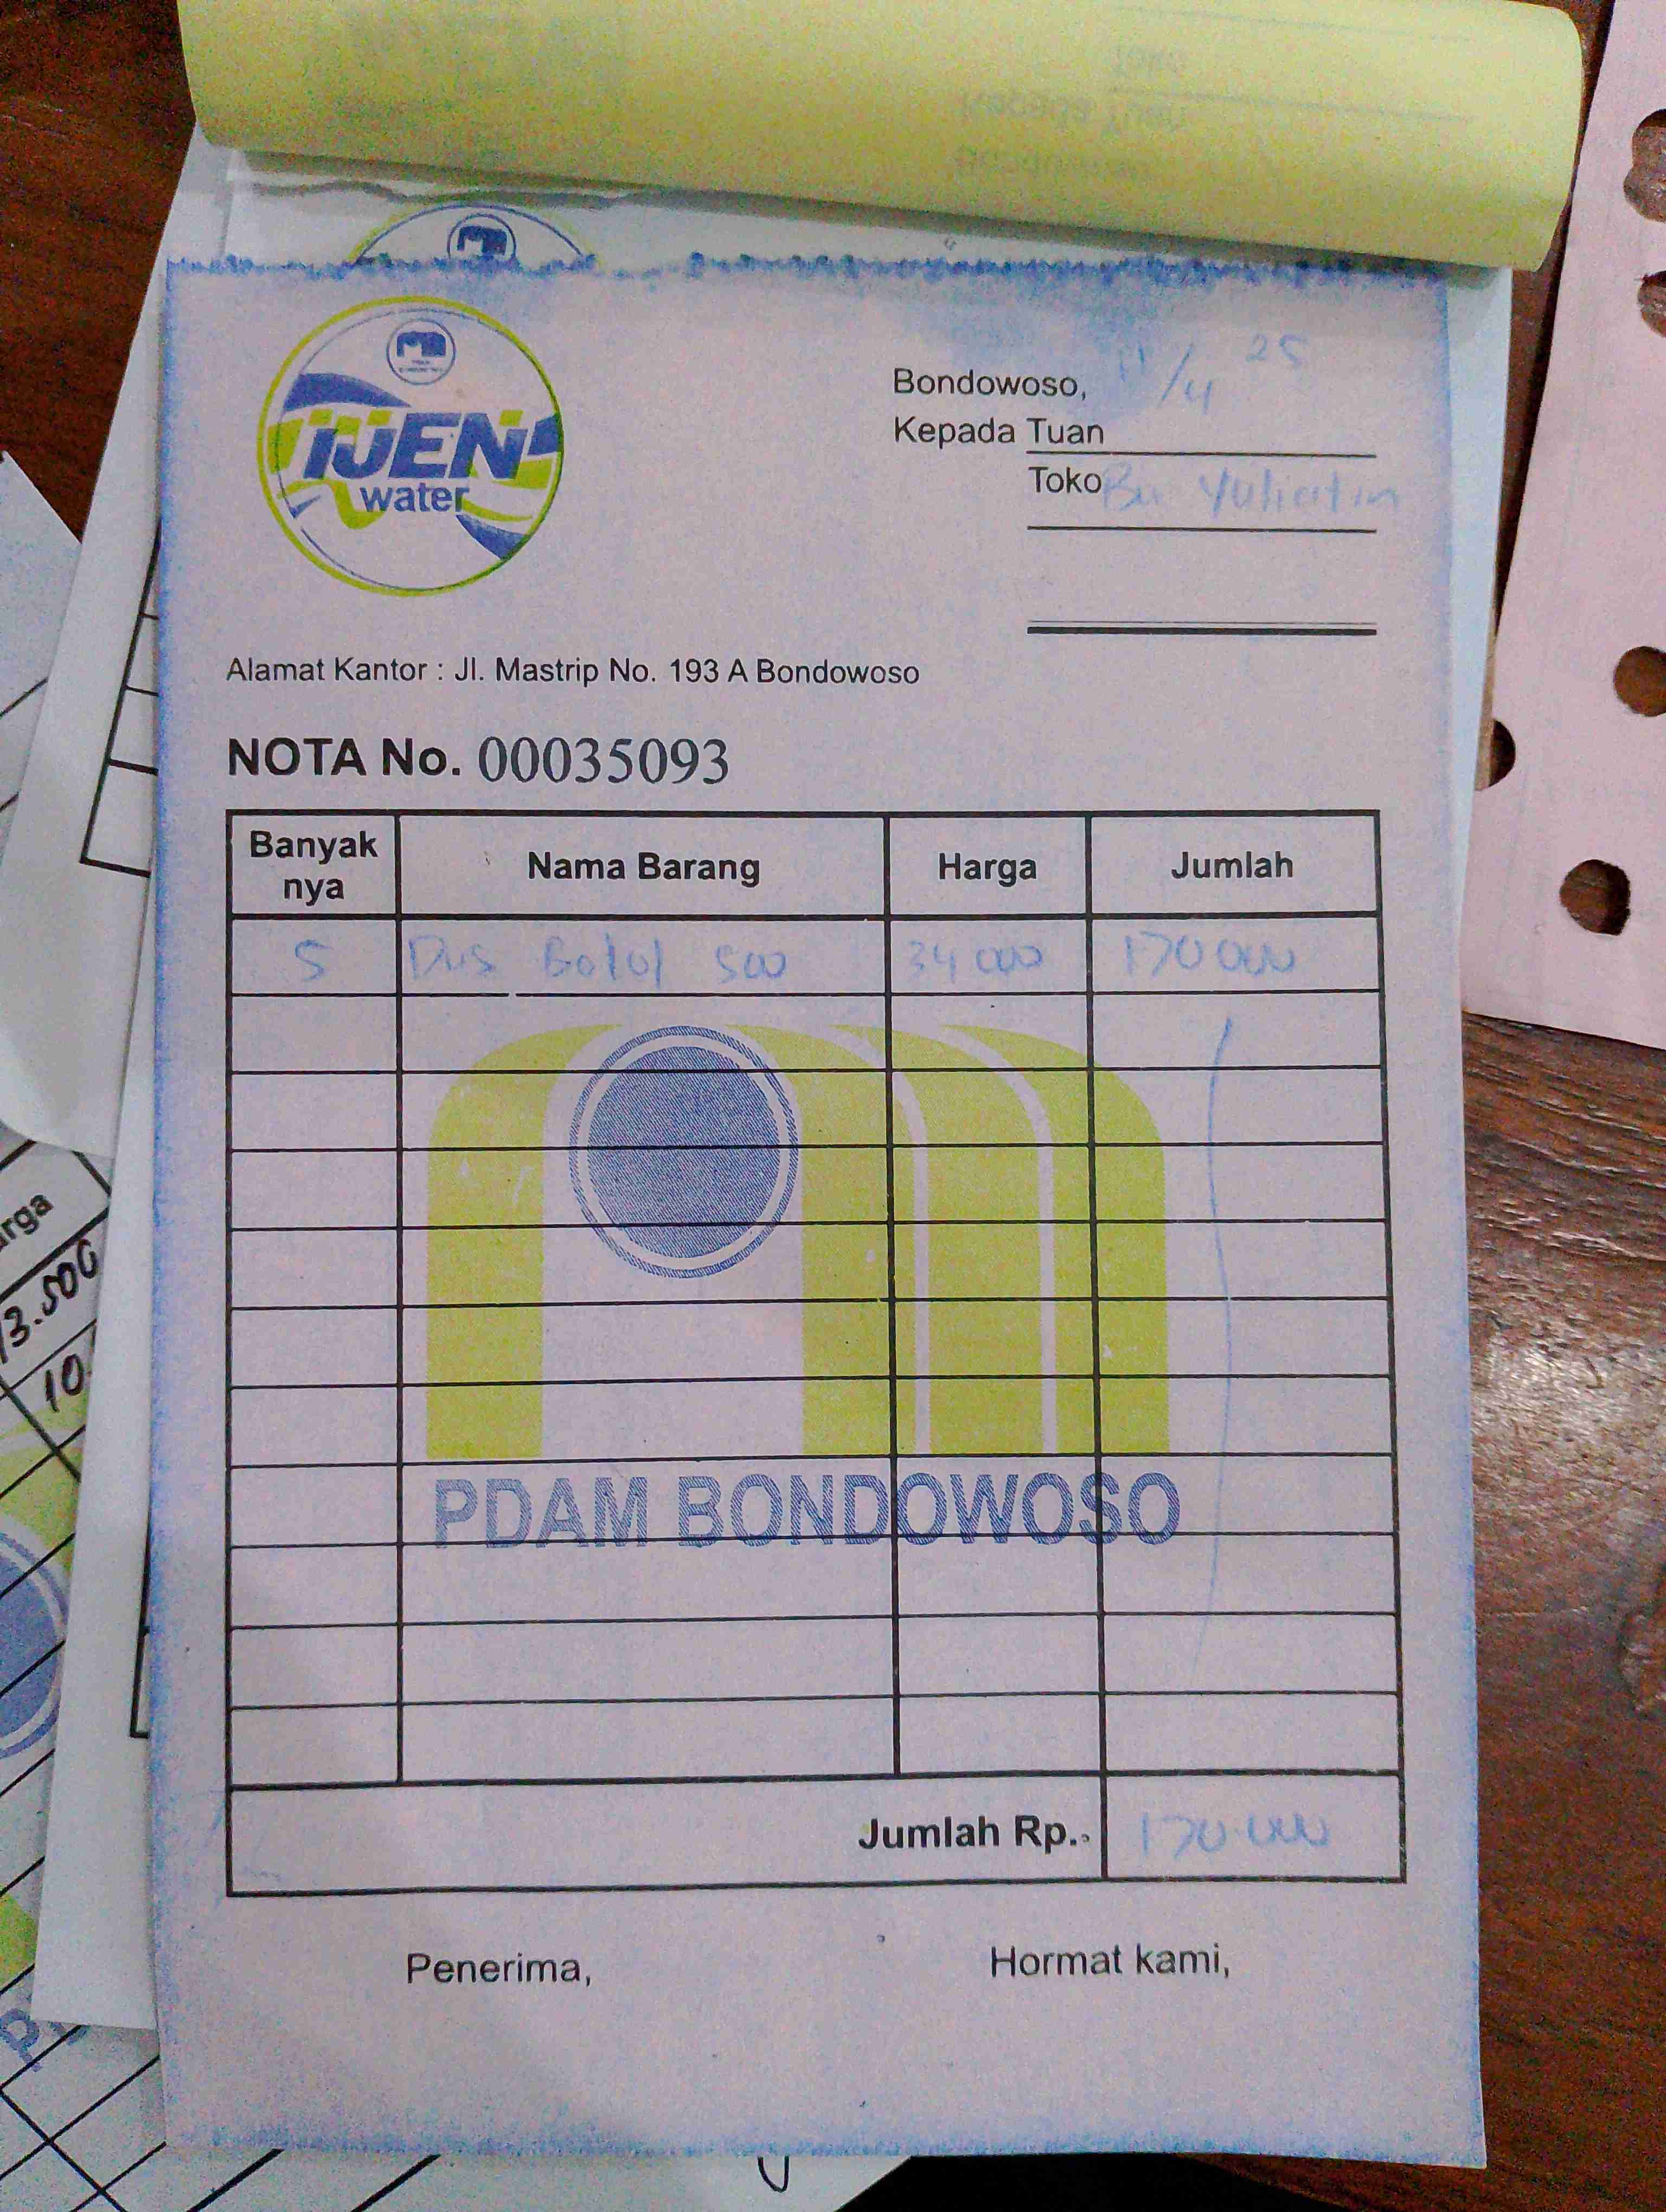 IJEN
water
Bondowoso, 11/4 25
Kepada Tuan
Toko Bu Yuliatin
Alamat Kantor : Jl. Mastrip No. 193 A Bondowoso
NOTA No. 00035093
Banyak nya Nama Barang Harga Jumlah
5 Dus Botol 500 34 000 170 000
PDAM BONDOWOSO
Jumlah Rp. 170.000
Penerima, Hormat kami,
rga
13.500
10